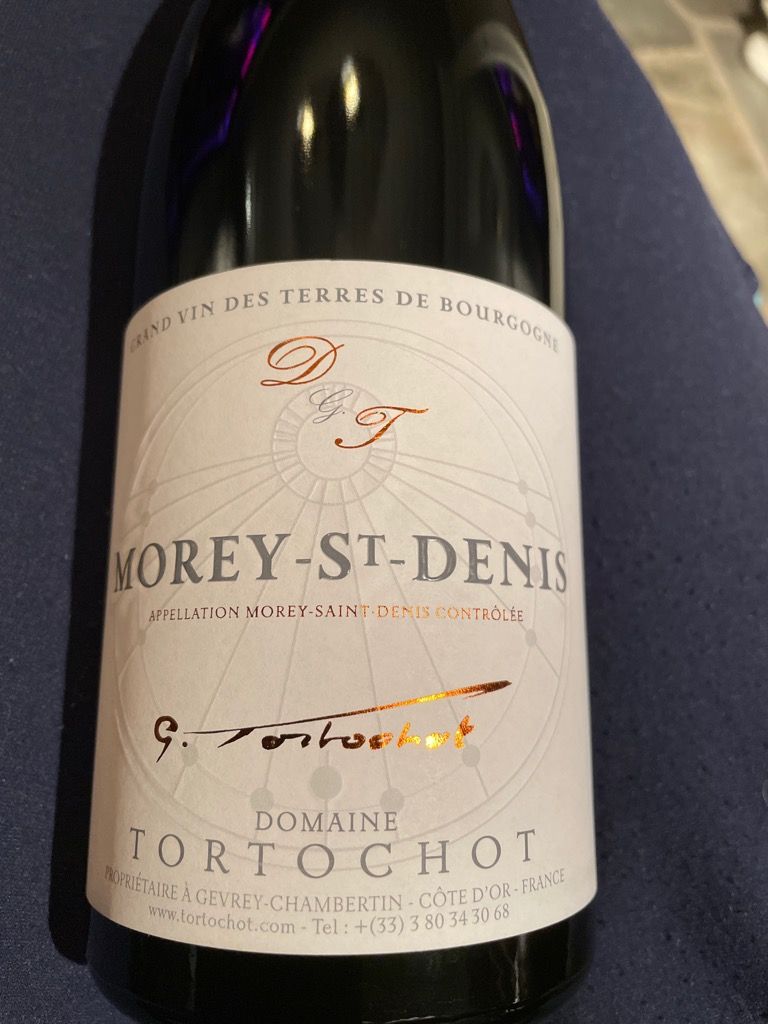 GRAND VIN DES TERRES DE BOURGOGNE
D G. T
MOREY-ST-DENIS
APPELLATION MOREY-SAINT-DENIS CONTRÔLÉE
G. Tortochot
DOMAINE
TORTOCHOT
PROPRIÉTAIRE À GEVREY-CHAMBERTIN - CÔTE D'OR - FRANCE
www.tortochot.com - Tel : +(33) 3 80 34 30 68